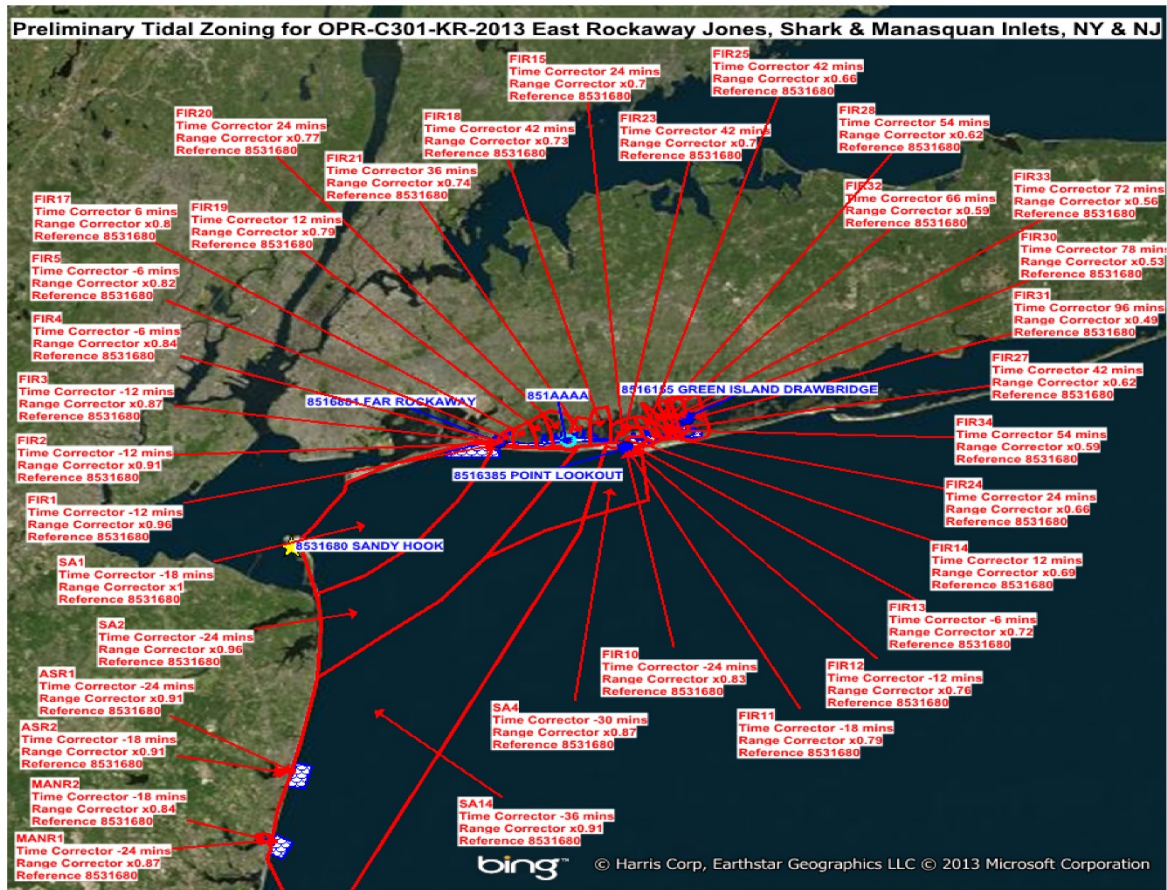 Preliminary Tidal Zoning for OPR-C301-KR-2013 East Rockaway Jones, Shark & Manasquan Inlets, NY & NJ
FIR15
Time Corrector 24 mins
Range Corrector x0.7
Reference 8531680
FIR25
Time Corrector 42 mins
Range Corrector x0.66
Reference 8531680
FIR20
Time Corrector 24 mins
Range Corrector x0.77
Reference 8531680
FIR18
Time Corrector 42 mins
Range Corrector x0.73
Reference 8531680
FIR23
Time Corrector 42 mins
Range Corrector x0.7
Reference 8531680
FIR28
Time Corrector 54 mins
Range Corrector x0.62
Reference 8531680
FIR21
Time Corrector 36 mins
Range Corrector x0.74
Reference 8531680
FIR32
Time Corrector 66 mins
Range Corrector x0.59
Reference 8531680
FIR33
Time Corrector 72 mins
Range Corrector x0.56
Reference 8531680
FIR17
Time Corrector 6 mins
Range Corrector x0.8
Reference 8531680
FIR19
Time Corrector 12 mins
Range Corrector x0.79
Reference 8531680
FIR30
Time Corrector 78 mins
Range Corrector x0.53
Reference 8531680
FIR5
Time Corrector -6 mins
Range Corrector x0.82
Reference 8531680
FIR31
Time Corrector 96 mins
Range Corrector x0.49
Reference 8531680
FIR4
Time Corrector -6 mins
Range Corrector x0.84
Reference 8531680
FIR27
Time Corrector 42 mins
Range Corrector x0.62
Reference 8531680
FIR3
Time Corrector -12 mins
Range Corrector x0.87
Reference 8531680
8516881 FAR ROCKAWAY
851AAAA
8516155 GREEN ISLAND DRAWBRIDGE
FIR2
Time Corrector -12 mins
Range Corrector x0.91
Reference 8531680
FIR34
Time Corrector 54 mins
Range Corrector x0.59
Reference 8531680
8516385 POINT LOOKOUT
FIR1
Time Corrector -12 mins
Range Corrector x0.96
Reference 8531680
FIR24
Time Corrector 24 mins
Range Corrector x0.66
Reference 8531680
8531680 SANDY HOOK
FIR14
Time Corrector 12 mins
Range Corrector x0.69
Reference 8531680
SA1
Time Corrector -18 mins
Range Corrector x1
Reference 8531680
FIR13
Time Corrector -6 mins
Range Corrector x0.72
Reference 8531680
SA2
Time Corrector -24 mins
Range Corrector x0.96
Reference 8531680
FIR10
Time Corrector -24 mins
Range Corrector x0.83
Reference 8531680
FIR12
Time Corrector -12 mins
Range Corrector x0.76
Reference 8531680
ASR1
Time Corrector -24 mins
Range Corrector x0.91
Reference 8531680
SA4
Time Corrector -30 mins
Range Corrector x0.87
Reference 8531680
FIR11
Time Corrector -18 mins
Range Corrector x0.79
Reference 8531680
ASR2
Time Corrector -18 mins
Range Corrector x0.91
Reference 8531680
MANR2
Time Corrector -18 mins
Range Corrector x0.84
Reference 8531680
SA14
Time Corrector -36 mins
Range Corrector x0.91
Reference 8531680
MANR1
Time Corrector -24 mins
Range Corrector x0.87
Reference 8531680
bing™ © Harris Corp, Earthstar Geographics LLC © 2013 Microsoft Corporation